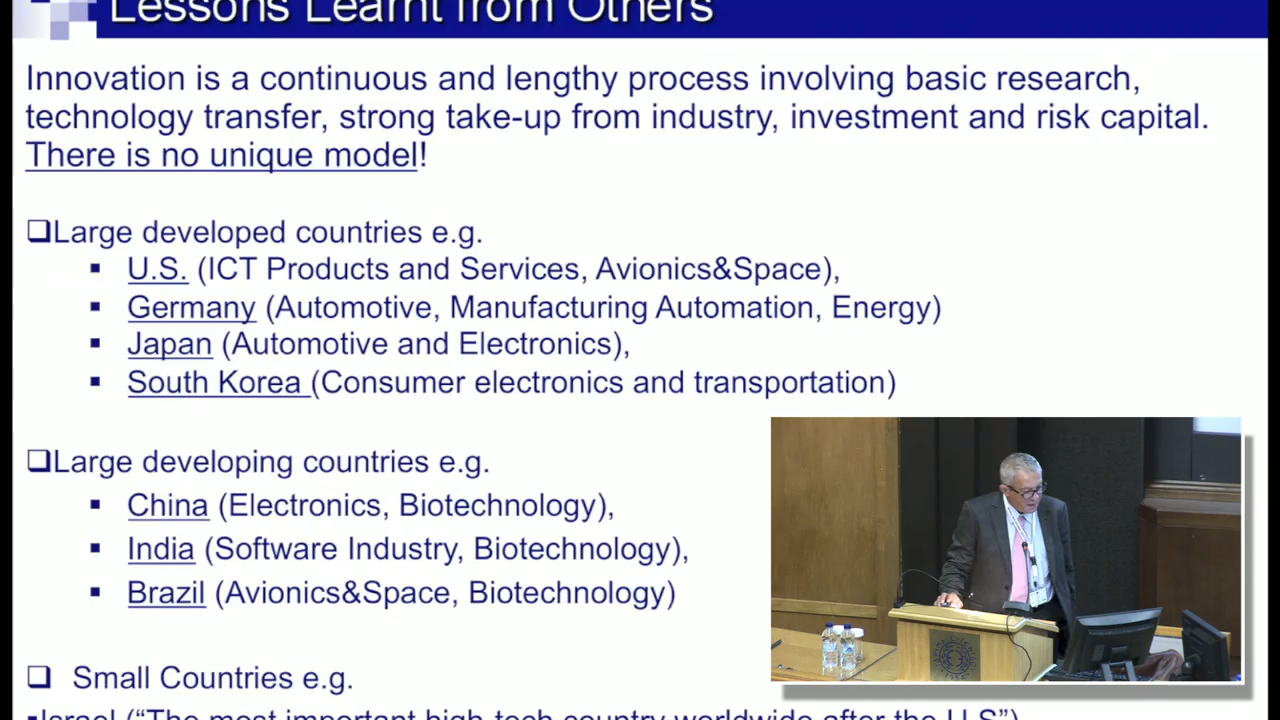 Lessons Learnt from Others
Innovation is a continuous and lengthy process involving basic research,
technology transfer, strong take-up from industry, investment and risk capital.
There is no unique model!
❑Large developed countries e.g.
▪ U.S. (ICT Products and Services, Avionics&Space),
▪ Germany (Automotive, Manufacturing Automation, Energy)
▪ Japan (Automotive and Electronics),
▪ South Korea (Consumer electronics and transportation)
❑Large developing countries e.g.
▪ China (Electronics, Biotechnology),
▪ India (Software Industry, Biotechnology),
▪ Brazil (Avionics&Space, Biotechnology)
❑ Small Countries e.g.
▪Israel (“The most important high-tech country worldwide after the U.S”)